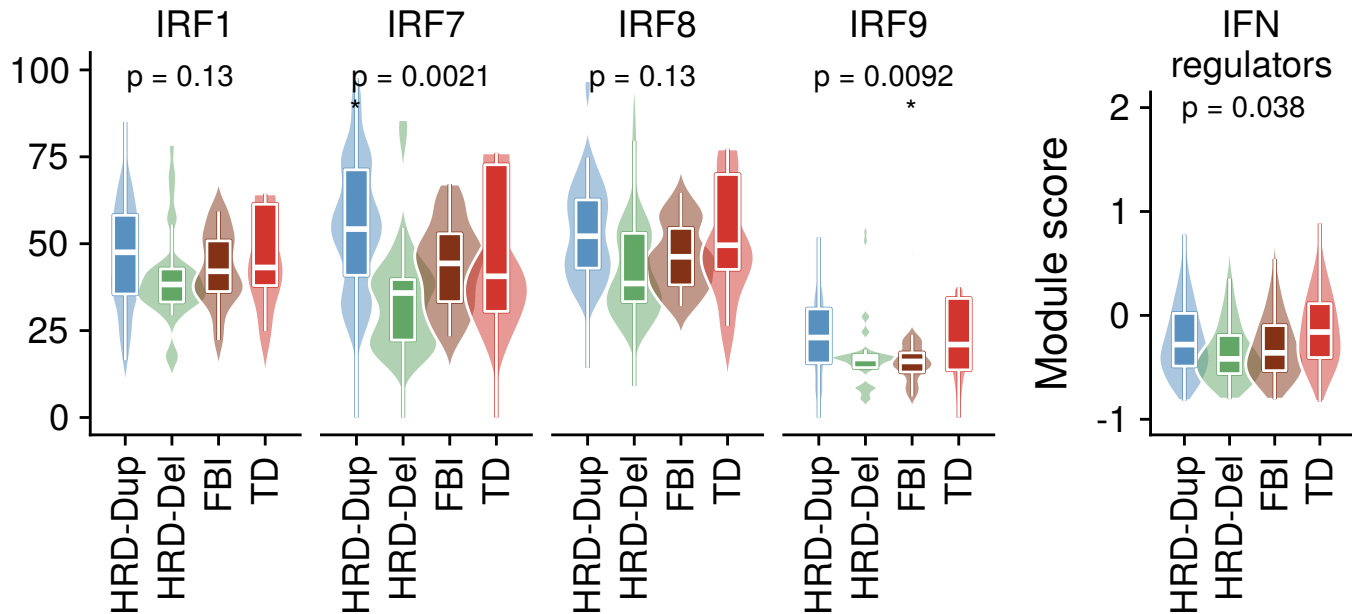 IRF1 IRF7 IRF8 IRF9 IFN
regulators
p = 0.13 p = 0.0021 p = 0.13 p = 0.0092 p = 0.038
* *
100
75
50
25
0
Module score
2
1
0
-1
HRD-Dup HRD-Del FBI TD HRD-Dup HRD-Del FBI TD HRD-Dup HRD-Del FBI TD HRD-Dup HRD-Del FBI TD HRD-Dup HRD-Del FBI TD